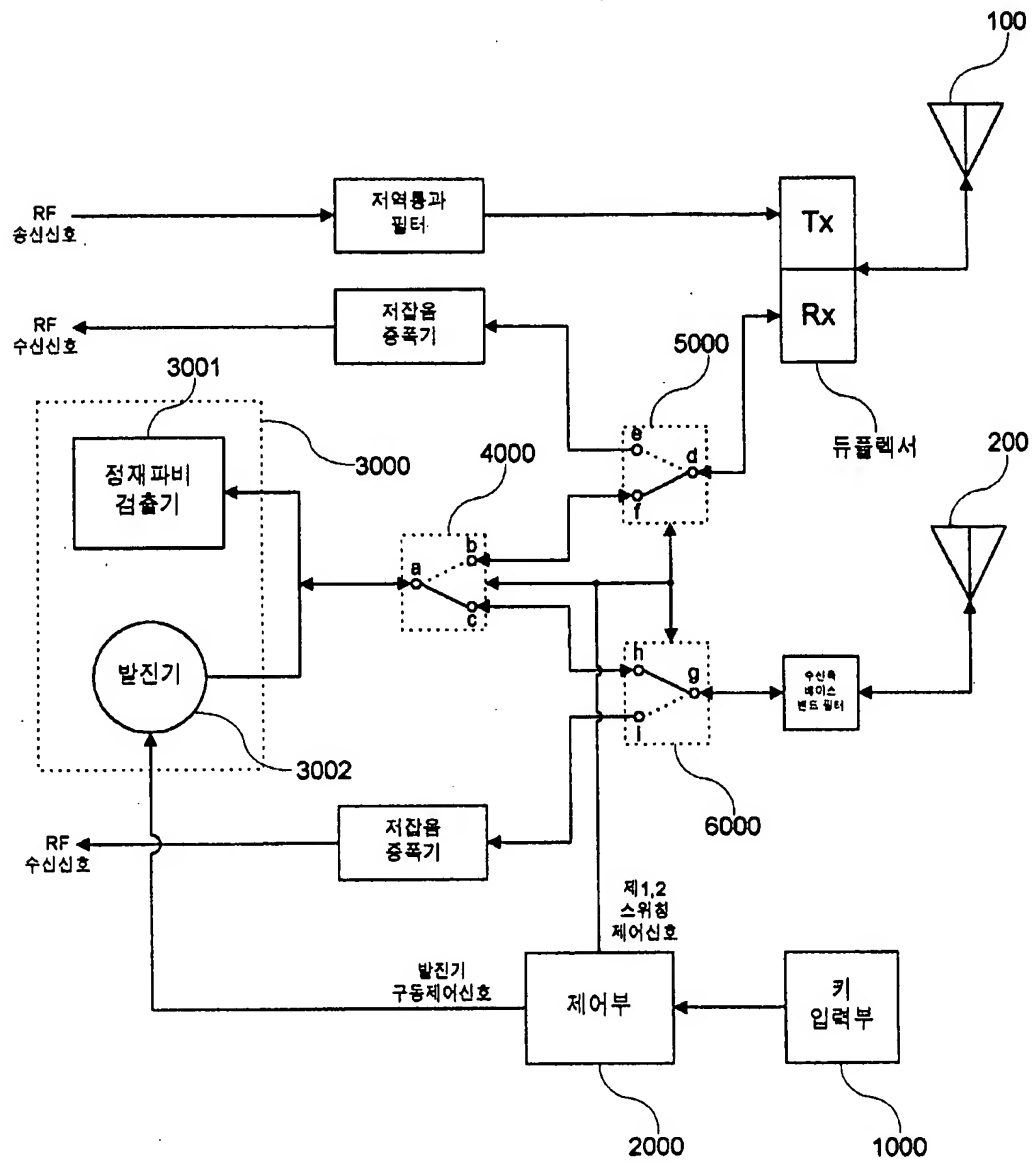 100
저역통과
필터
RF
송신신호
Tx
Rx
저잡음
증폭기
RF
수신신호
5000
3001
듀플렉서
200
정재파비
검출기
3000
4000
e
d
f
b
a
c
발진기
h
g
i
수신측
베이스
밴드 필터
3002
6000
저잡음
증폭기
RF
수신신호
제1,2
스위칭
제어신호
발진기
구동제어신호
제어부
키
입력부
2000
1000